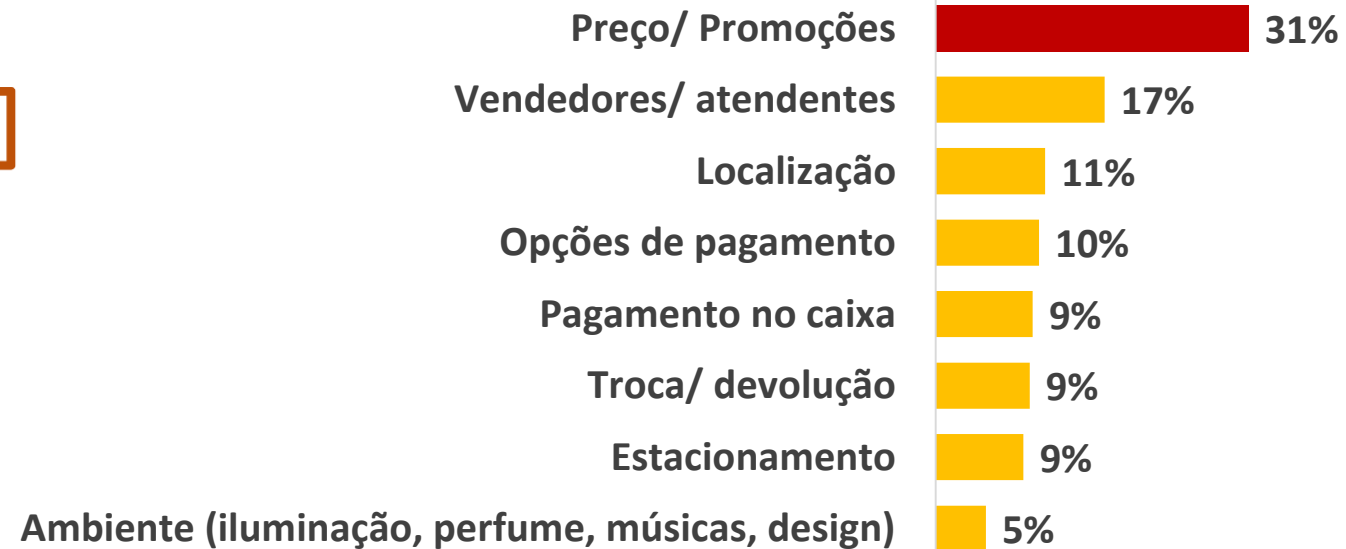 Preço/ Promoções 31%
Vendedores/ atendentes 17%
Localização 11%
Opções de pagamento 10%
Pagamento no caixa 9%
Troca/ devolução 9%
Estacionamento 9%
Ambiente (iluminação, perfume, músicas, design) 5%